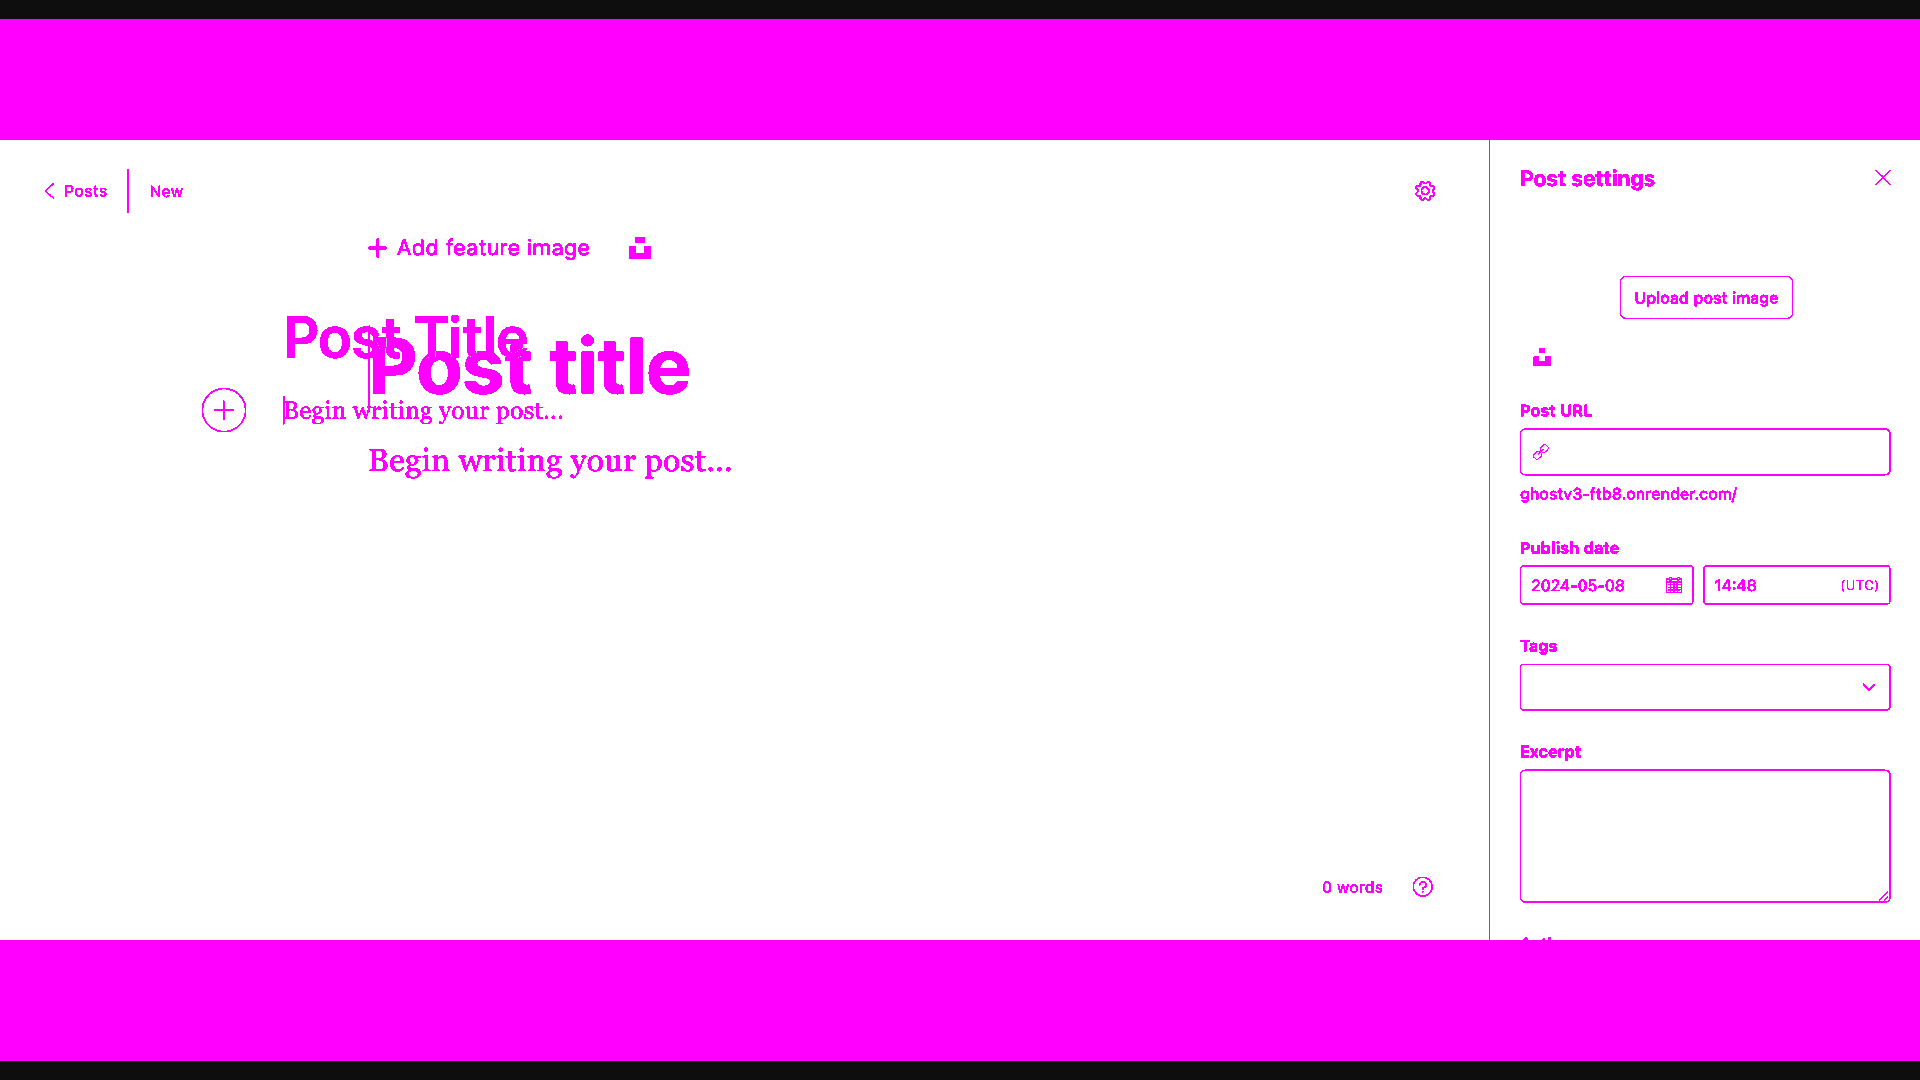 Posts
New
Add feature image
Post Title
Post title
Begin writing your post...
Begin writing your post...
0 words
Post settings
Upload post image
Post URL
ghostv3-ftb8.onrender.com/
Publish date
2024-05-08
14:48 (UTC)
Tags
Excerpt